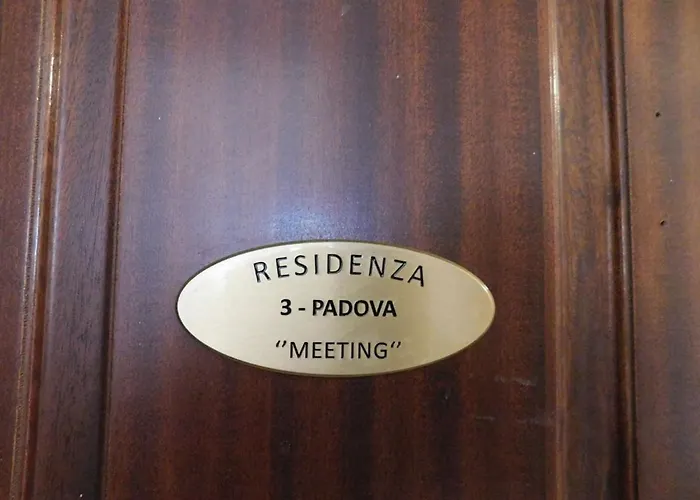 RESIDENZA
3 - PADOVA
‘’MEETING‘’